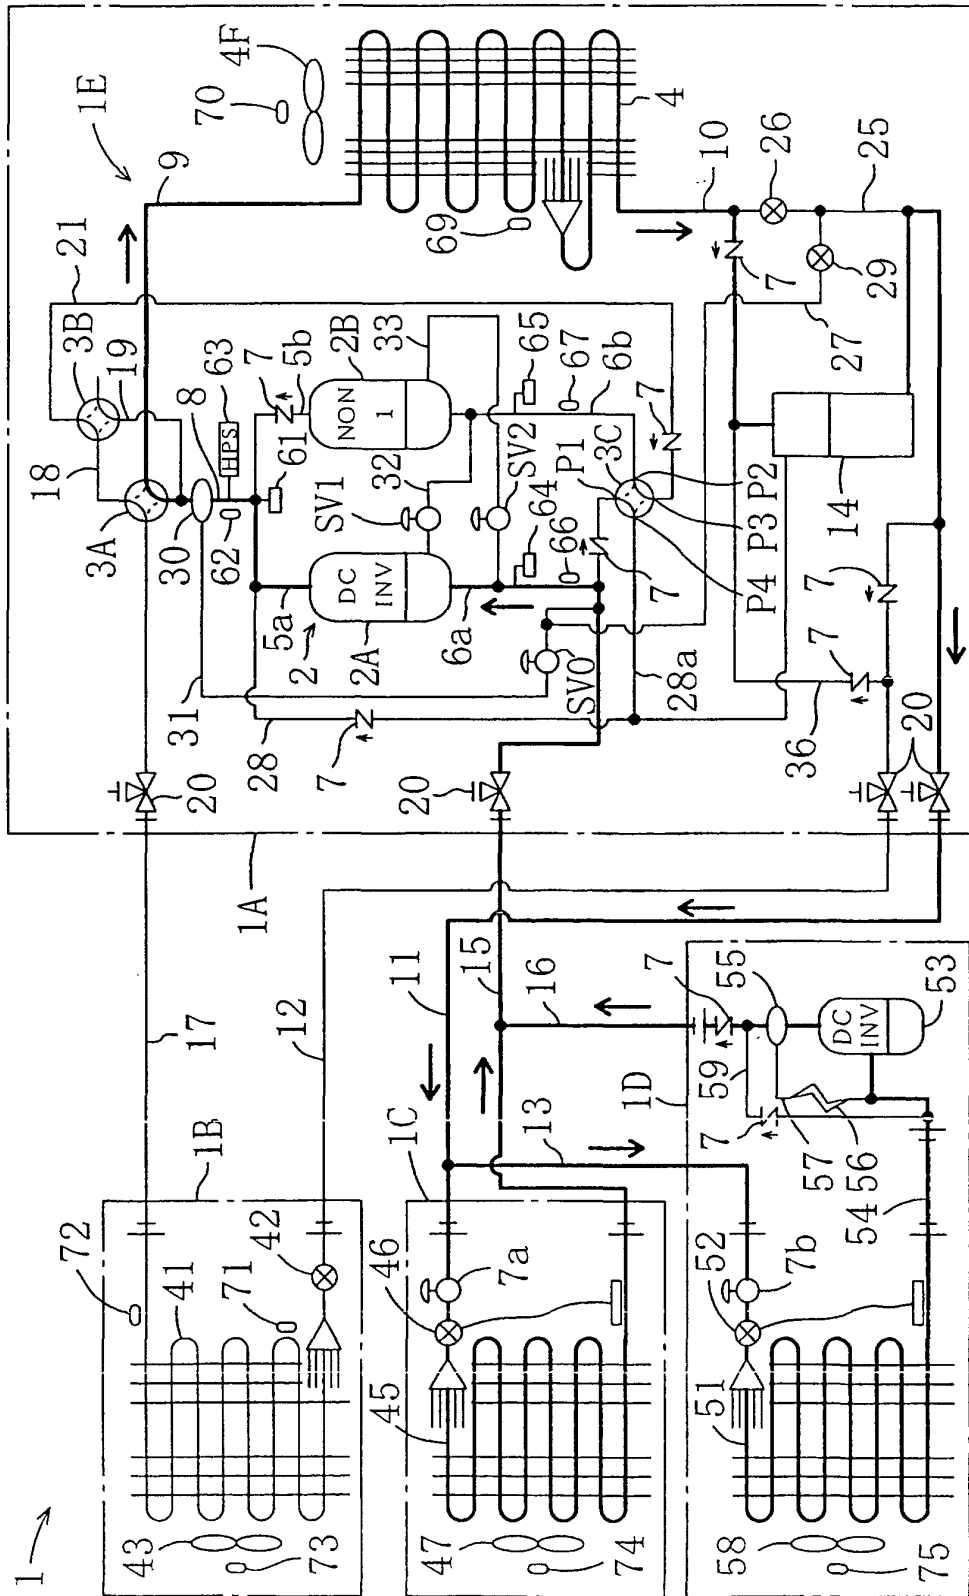 1
1E
4F
70
9
21
3B
19
18
3A
30
8
63
HPS
62
61
7
5b
2B
NON
1
33
32
SV1
SV2
5a
2
2A
DC
INV
6a
31
28
7
SV0
28a
65
67
6b
64
66
P1
3C
P2
P3
P4
7
7
69
4
10
26
25
7
29
27
14
36
7
7
20
20
20
1A
17
12
11
15
16
13
1B
72
41
71
42
43
73
1C
46
7a
45
47
74
1D
59
7
55
53
DC
INV
7
57
56
54
52
7b
51
58
75